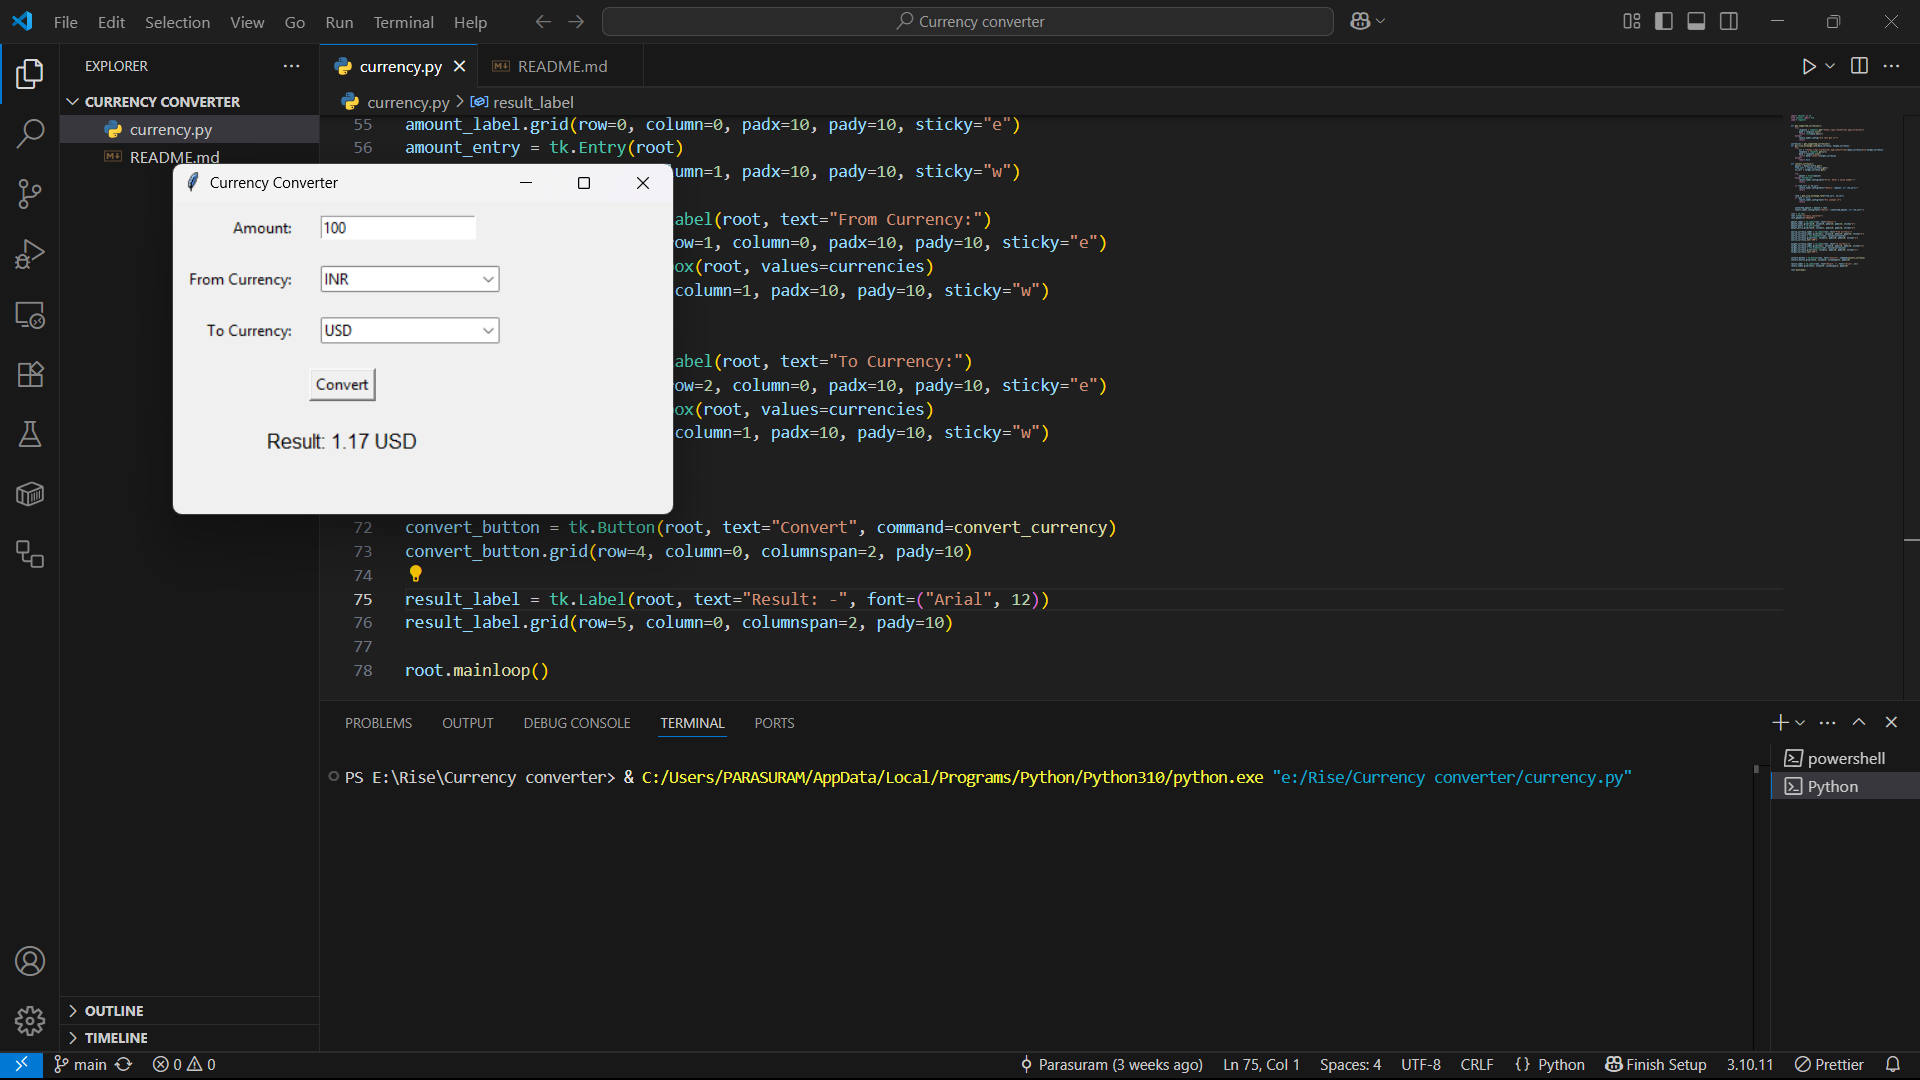 File Edit Selection View Go Run Terminal Help
Currency converter
EXPLORER
CURRENCY CONVERTER
currency.py
README.md
currency.py
README.md
currency.py > result_label
55 amount_label.grid(row=0, column=0, padx=10, pady=10, sticky="e")
56 amount_entry = tk.Entry(root)
umn=1, padx=10, pady=10, sticky="w")
abel(root, text="From Currency:")
ow=1, column=0, padx=10, pady=10, sticky="e")
ox(root, values=currencies)
column=1, padx=10, pady=10, sticky="w")
abel(root, text="To Currency:")
ow=2, column=0, padx=10, pady=10, sticky="e")
ox(root, values=currencies)
column=1, padx=10, pady=10, sticky="w")
72 convert_button = tk.Button(root, text="Convert", command=convert_currency)
73 convert_button.grid(row=4, column=0, columnspan=2, pady=10)
74
75 result_label = tk.Label(root, text="Result: -", font=("Arial", 12))
76 result_label.grid(row=5, column=0, columnspan=2, pady=10)
77
78 root.mainloop()
Currency Converter
Amount: 100
From Currency: INR
To Currency: USD
Convert
Result: 1.17 USD
PROBLEMS OUTPUT DEBUG CONSOLE TERMINAL PORTS
PS E:\Rise\Currency converter> & C:/Users/PARASURAM/AppData/Local/Programs/Python/Python310/python.exe "e:/Rise/Currency converter/currency.py"
powershell
Python
OUTLINE
TIMELINE
main 0 0 Parasuram (3 weeks ago) Ln 75, Col 1 Spaces: 4 UTF-8 CRLF {} Python Finish Setup 3.10.11 Prettier